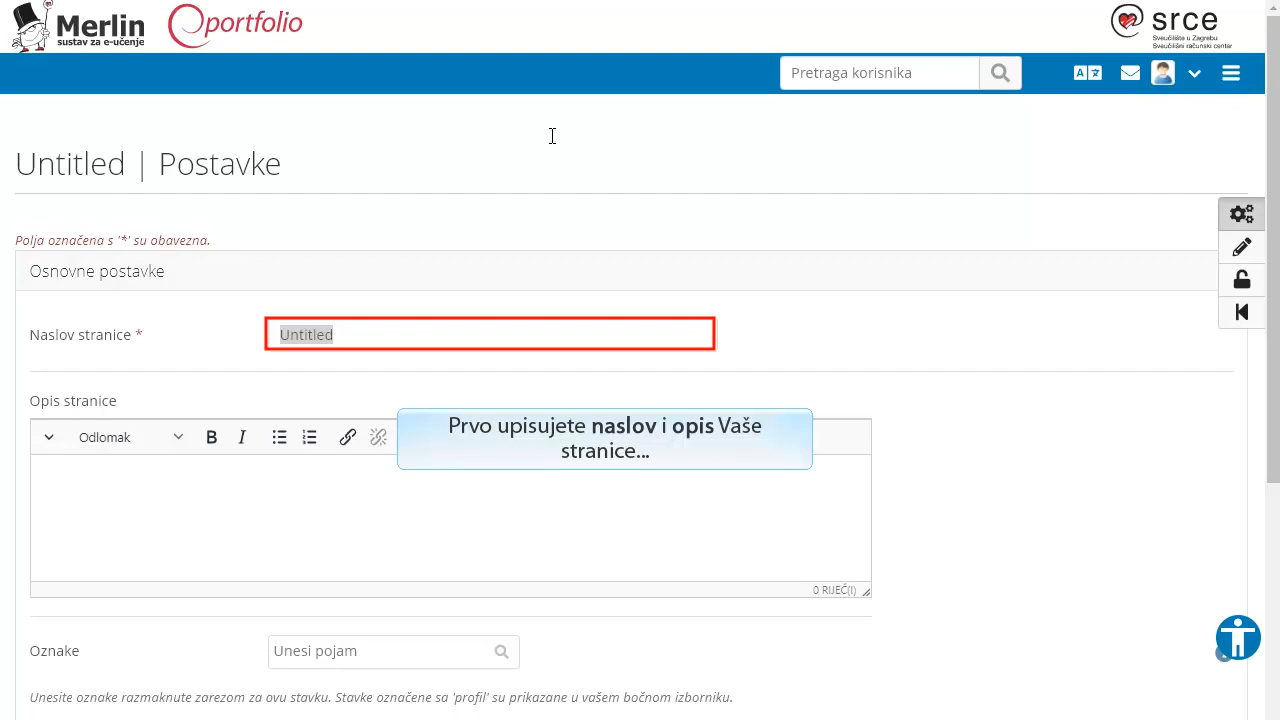 Merlin
sustav za e-učenje
portfolio
srce
Sveučilište u Zagrebu
Sveučilišni računski centar
Pretraga korisnika
Untitled | Postavke
Polja označena s '*' su obavezna.
Osnovne postavke
Naslov stranice *
Untitled
Opis stranice
Odlomak
B I
Prvo upisujete naslov i opis Vaše
stranice...
0 RIJEČ(I)
Oznake
Unesi pojam
Unesite oznake razmaknute zarezom za ovu stavku. Stavke označene sa 'profil' su prikazane u vašem bočnom izborniku.